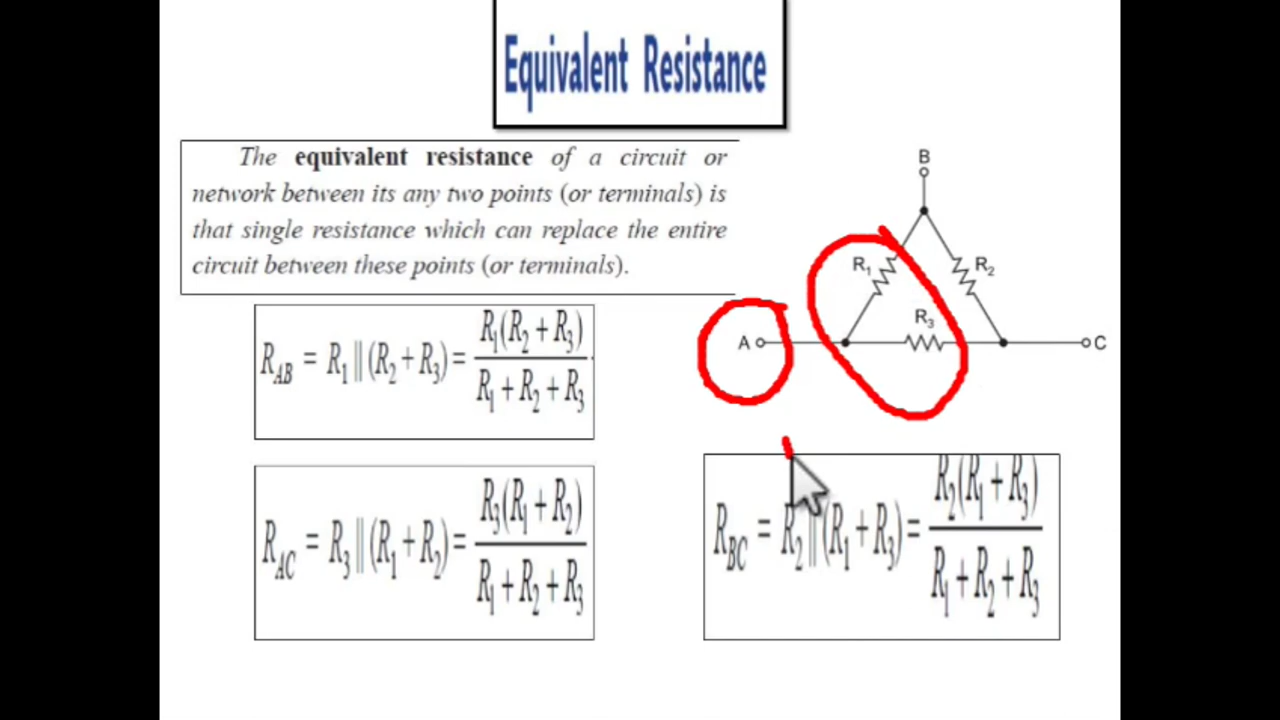 Equivalent Resistance
The equivalent resistance of a circuit or
network between its any two points (or terminals) is
that single resistance which can replace the entire
circuit between these points (or terminals).
B
R₁
R₂
R₃
A
C
R_AB = R₁ || (R₂ + R₃) = R₁(R₂ + R₃) / R₁ + R₂ + R₃
R_AC = R₃ || (R₁ + R₂) = R₃(R₁ + R₂) / R₁ + R₂ + R₃
R_BC = R₂ || (R₁ + R₃) = R₂(R₁ + R₃) / R₁ + R₂ + R₃